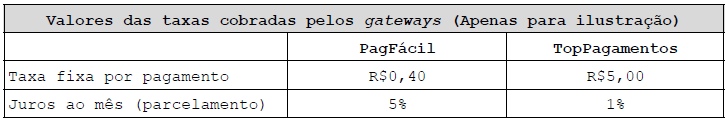 Valores das taxas cobradas pelos gateways (Apenas para ilustração)
PagFácil TopPagamentos
Taxa fixa por pagamento R$0,40 R$5,00
Juros ao mês (parcelamento) 5% 1%